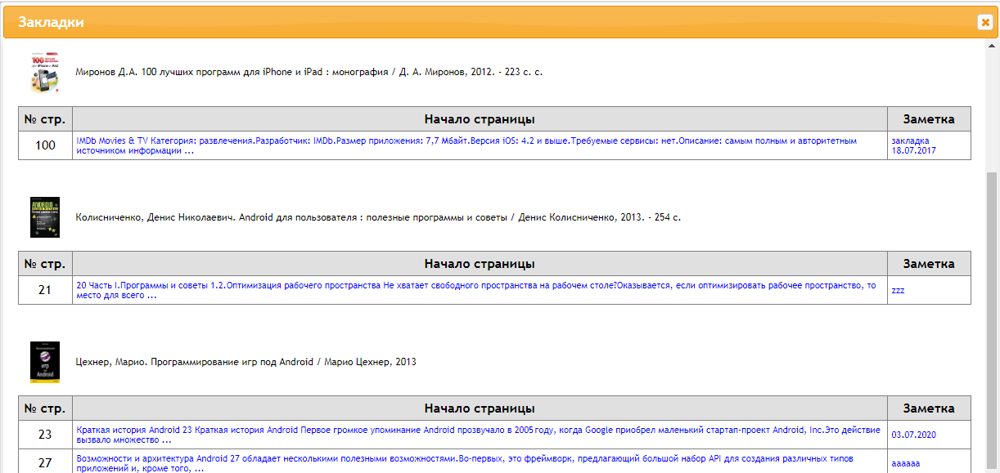 Закладки
100 лучших программ
для iPhone и iPad
Миронов Д.А. 100 лучших программ для iPhone и iPad : монография / Д. А. Миронов, 2012. - 223 с. с.
№ стр. Начало страницы Заметка
100 IMDb Movies & TV Категория: развлечения.Разработчик: IMDb.Размер приложения: 7,7 Мбайт.Версия iOS: 4.2 и выше.Требуемые сервисы: нет.Описание: самым полным и авторитетным
источником информации ...
закладка
18.07.2017
Колисниченко, Денис Николаевич. Android для пользователя : полезные программы и советы / Денис Колисниченко, 2013. - 254 с.
№ стр. Начало страницы Заметка
21 20 Часть I.Программы и советы 1.2.Оптимизация рабочего пространства Не хватает свободного пространства на рабочем столе?Оказывается, если оптимизировать рабочее пространство, то
место для всего ...
zzz
Цехнер, Марио. Программирование игр под Android / Марио Цехнер, 2013
№ стр. Начало страницы Заметка
23 Краткая история Android 23 Краткая история Android Первое громкое упоминание Android прозвучало в 2005 году, когда Google приобрел маленький стартап-проект Android, Inc.Это действие
вызвало множество ...
03.07.2020
27 Возможности и архитектура Android 27 обладает несколькими полезными возможностями.Во-первых, это фреймворк, предлагающий большой набор API для создания различных типов
приложений и, кроме того, ...
aaaaaa